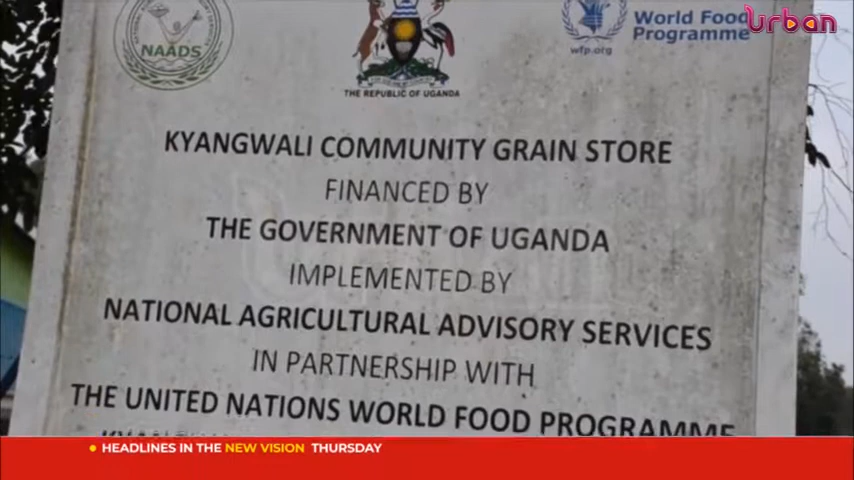 NAADS
THE REPUBLIC OF UGANDA
wfp.org
World Food
Programme
urban
KYANGWALI COMMUNITY GRAIN STORE
FINANCED BY
THE GOVERNMENT OF UGANDA
IMPLEMENTED BY
NATIONAL AGRICULTURAL ADVISORY SERVICES
IN PARTNERSHIP WITH
THE UNITED NATIONS WORLD FOOD PROGRAMME
HEADLINES IN THE NEW VISION THURSDAY